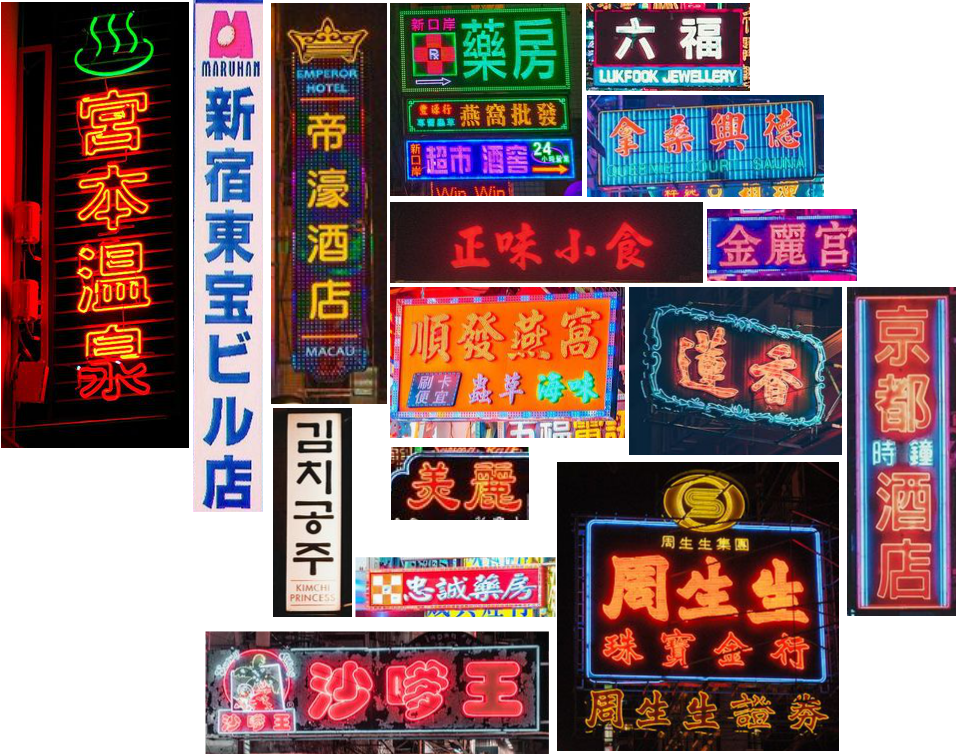 宮本温泉
MARUHAN
新宿東宝ビル店
EMPEROR
HOTEL
帝濠酒店
MACAU
新口岸
Rx
藥房
燕窩批發
新口岸
超市 酒窖
24
Win Win
六福
LUKFOOK JEWELLERY
拿桑興德
SAUNA
正味小食
金麗宮
順發燕窩
刷卡
便宜
蟲草 海味
蓮香
京都
時鐘
酒店
김치공주
KIMCHI
PRINCESS
美麗
忠誠藥房
沙嗲王
沙嗲王
周生生集團
周生生
珠寶金行
周生生證券